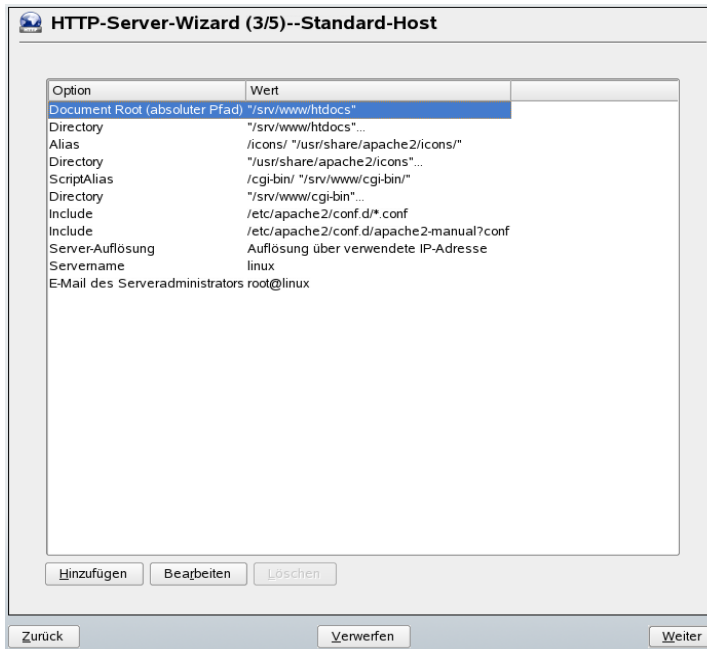 HTTP-Server-Wizard (3/5)--Standard-Host
Option Wert
Document Root (absoluter Pfad) "/srv/www/htdocs"
Directory "/srv/www/htdocs"...
Alias /icons/ "/usr/share/apache2/icons/"
Directory "/usr/share/apache2/icons"...
ScriptAlias /cgi-bin/ "/srv/www/cgi-bin/"
Directory "/srv/www/cgi-bin"...
Include /etc/apache2/conf.d/*.conf
Include /etc/apache2/conf.d/apache2-manual?conf
Server-Auflösung Auflösung über verwendete IP-Adresse
Servername linux
E-Mail des Serveradministrators root@linux
Hinzufügen Bearbeiten Löschen
Zurück Verwerfen Weiter